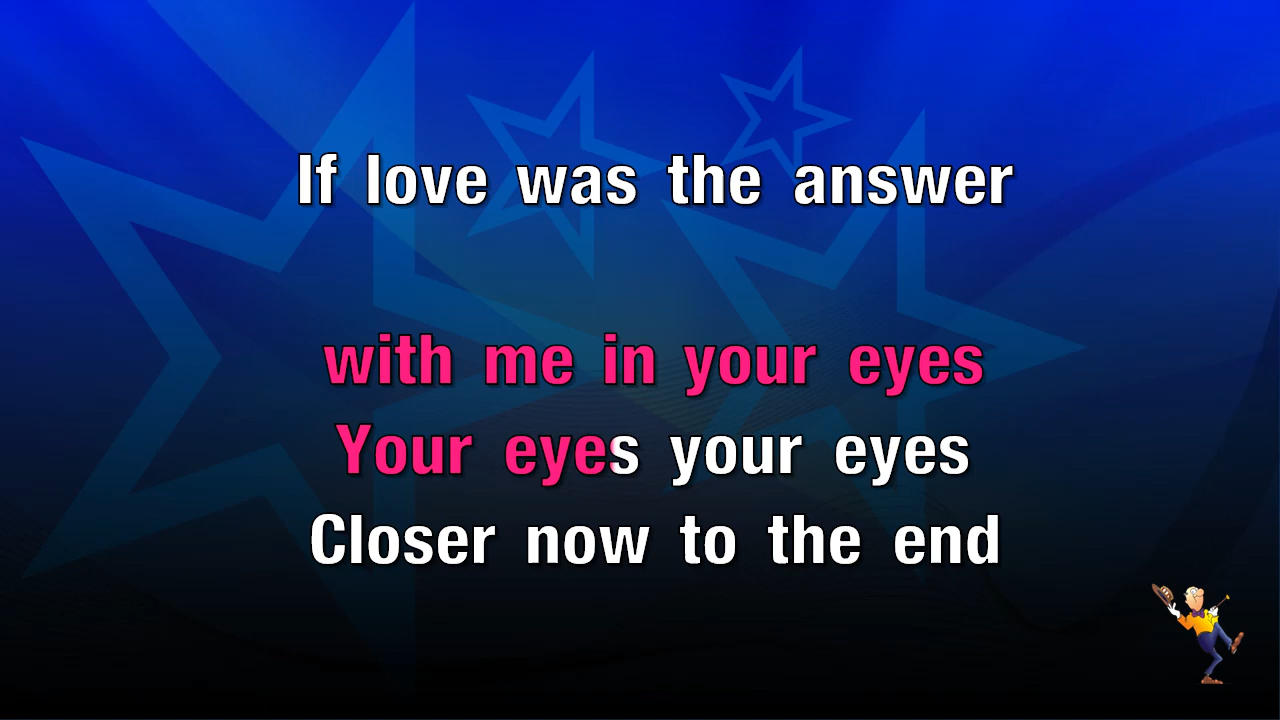 If love was the answer
with me in your eyes
Your eyes your eyes
Closer now to the end